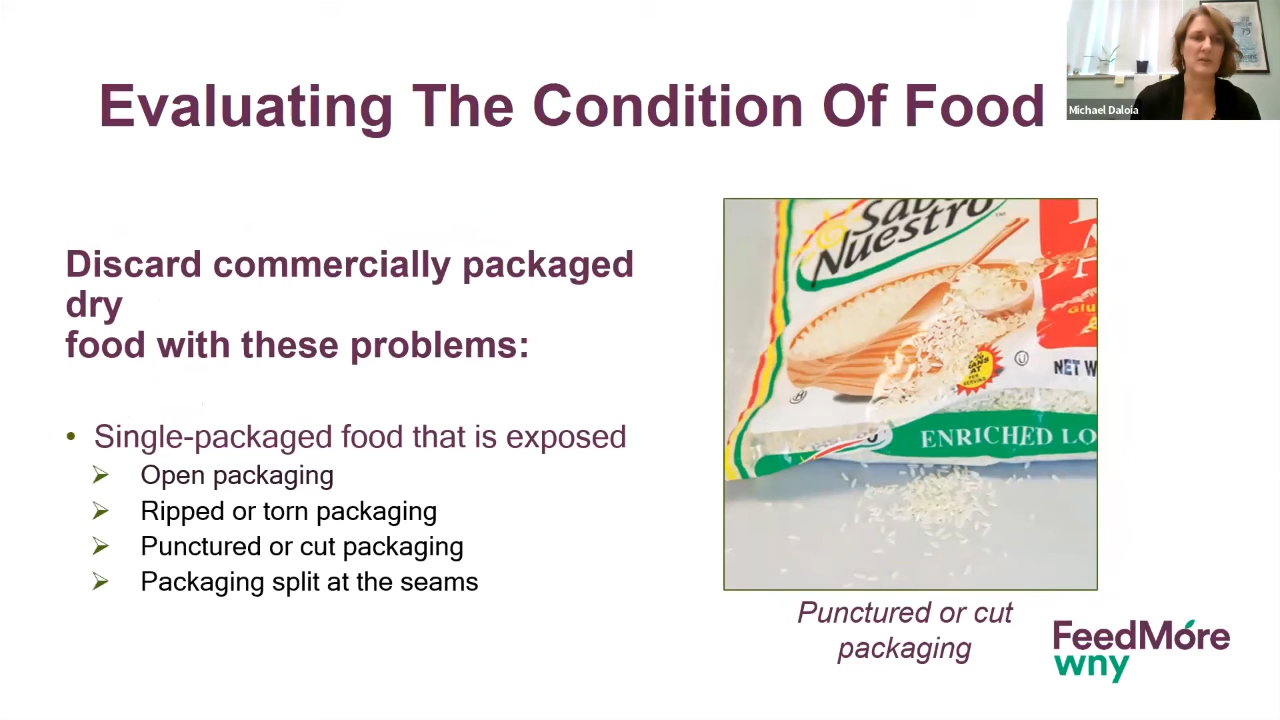 Evaluating The Condition Of Food
Michael Daloia
Discard commercially packaged
dry
food with these problems:
• Single-packaged food that is exposed
➢ Open packaging
➢ Ripped or torn packaging
➢ Punctured or cut packaging
➢ Packaging split at the seams
Nuestro
NET
ENRICHED
Punctured or cut
packaging
FeedMore
wny